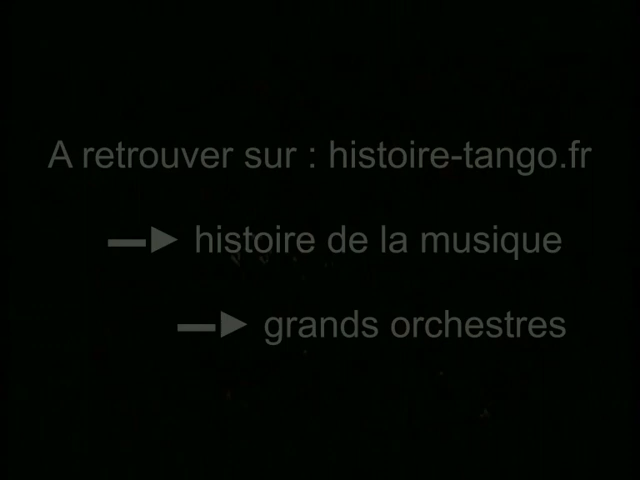 A retrouver sur : histoire-tango.fr
➔ histoire de la musique
➔ grands orchestres